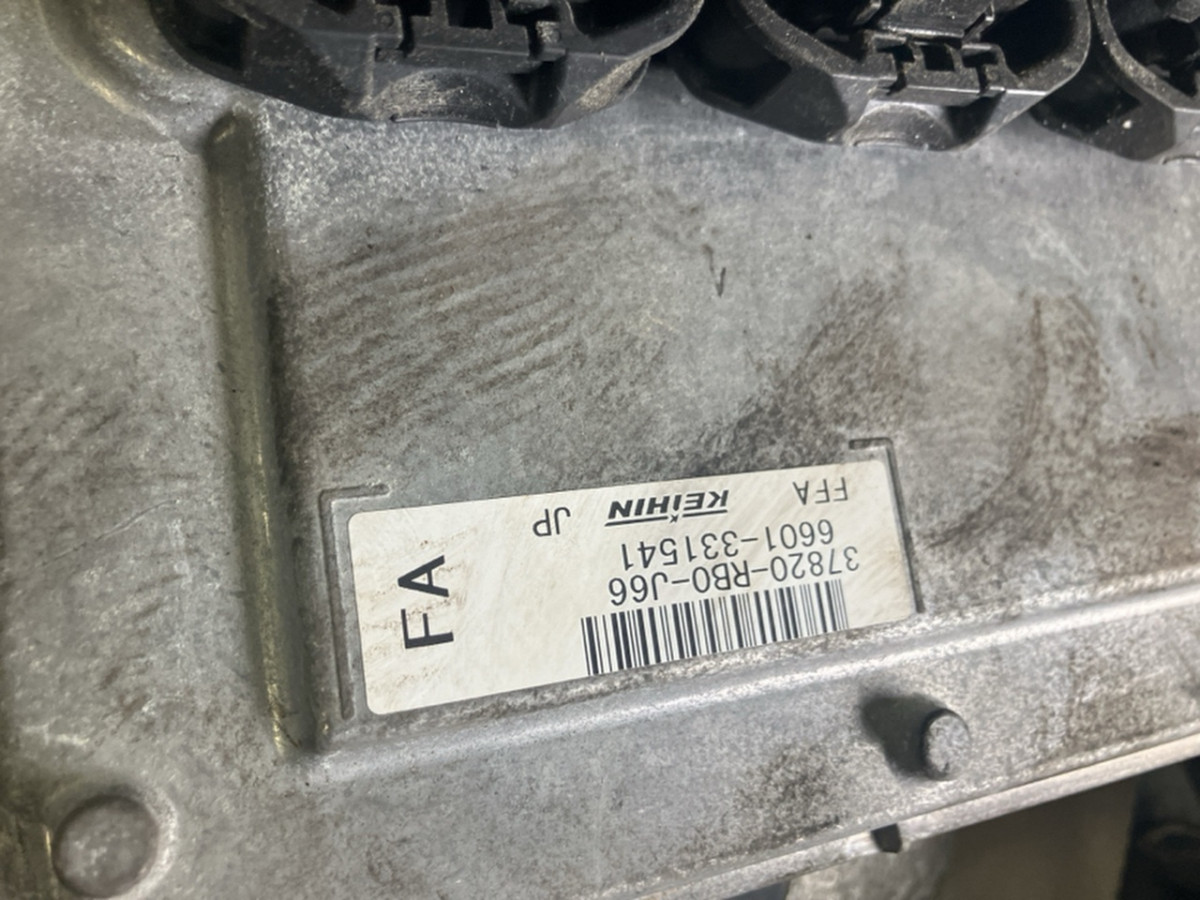 37820-RB0-J66
6601-331541
FFA KEIHIN JP
FA